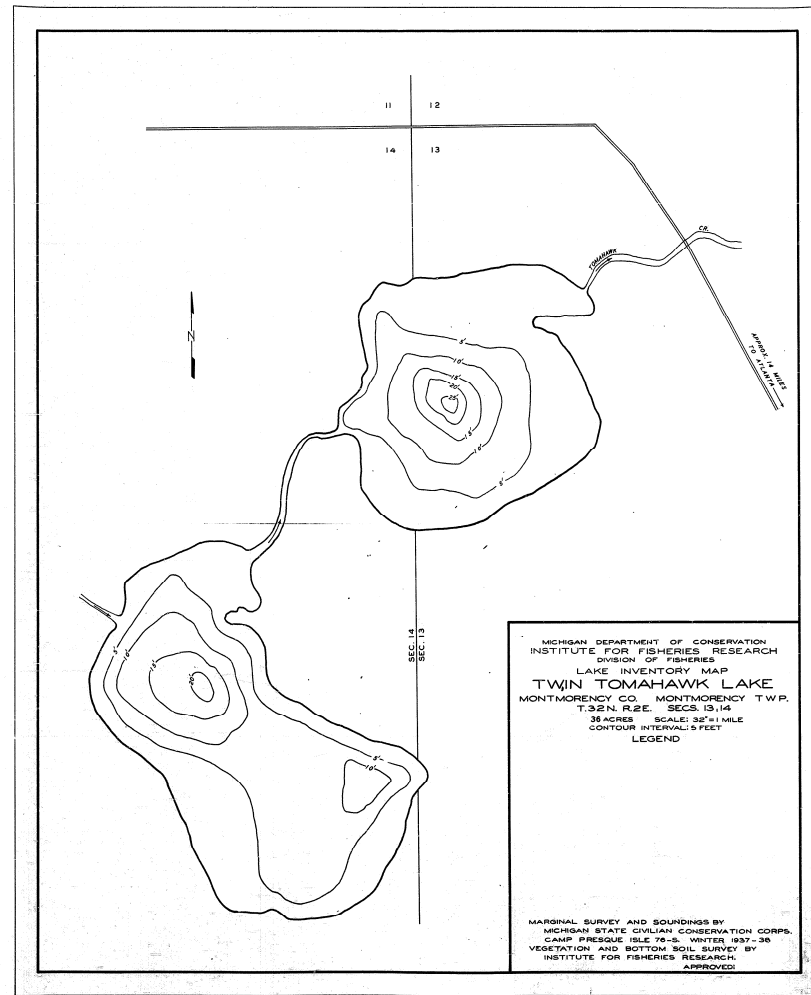 11 12
14 13
TOMAHAWK CR.
APPROX. 14 MILES
TO ATLANTA
N
5'
10'
15'
20'
25'
15'
10'
5'
SEC. 14
SEC. 13
5'
10'
15'
20'
5'
10'
MICHIGAN DEPARTMENT OF CONSERVATION
INSTITUTE FOR FISHERIES RESEARCH
DIVISION OF FISHERIES
LAKE INVENTORY MAP
TWIN TOMAHAWK LAKE
MONTMORENCY CO. MONTMORENCY TWP.
T.32N. R.2E. SECS. 13,14
36 ACRES SCALE: 32"=1 MILE
CONTOUR INTERVAL: 5 FEET
LEGEND
MARGINAL SURVEY AND SOUNDINGS BY
MICHIGAN STATE CIVILIAN CONSERVATION CORPS.
CAMP PRESQUE ISLE 76-S. WINTER 1937-38
VEGETATION AND BOTTOM SOIL SURVEY BY
INSTITUTE FOR FISHERIES RESEARCH.
APPROVED: